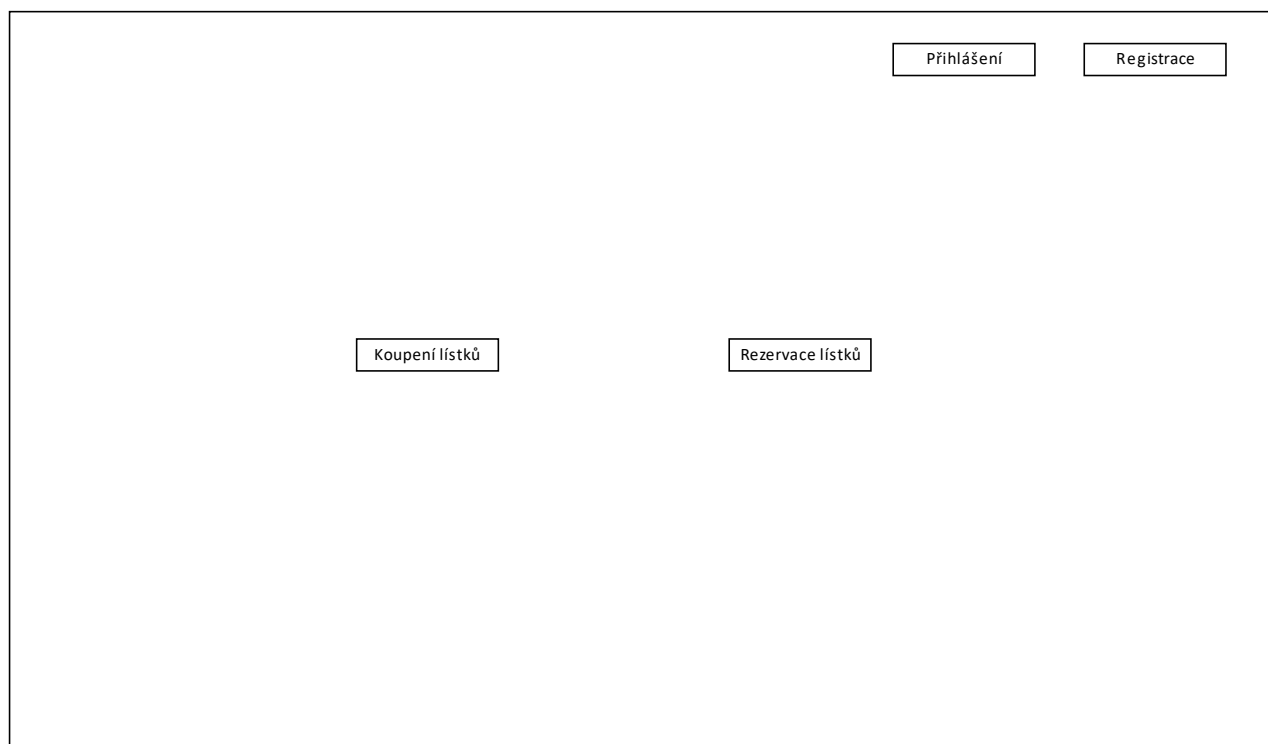 Přihlášení
Registrace
Koupení lístků
Rezervace lístků